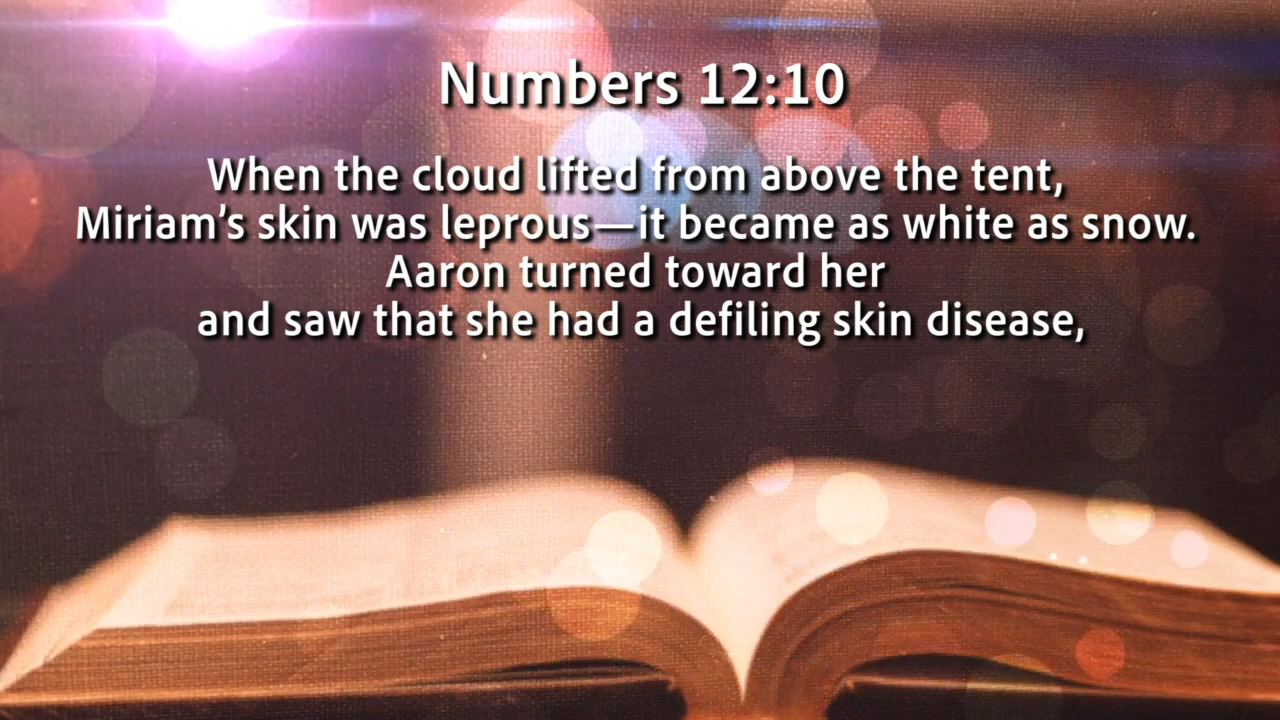 Numbers 12:10
When the cloud lifted from above the tent,
Miriam’s skin was leprous—it became as white as snow.
Aaron turned toward her
and saw that she had a defiling skin disease,